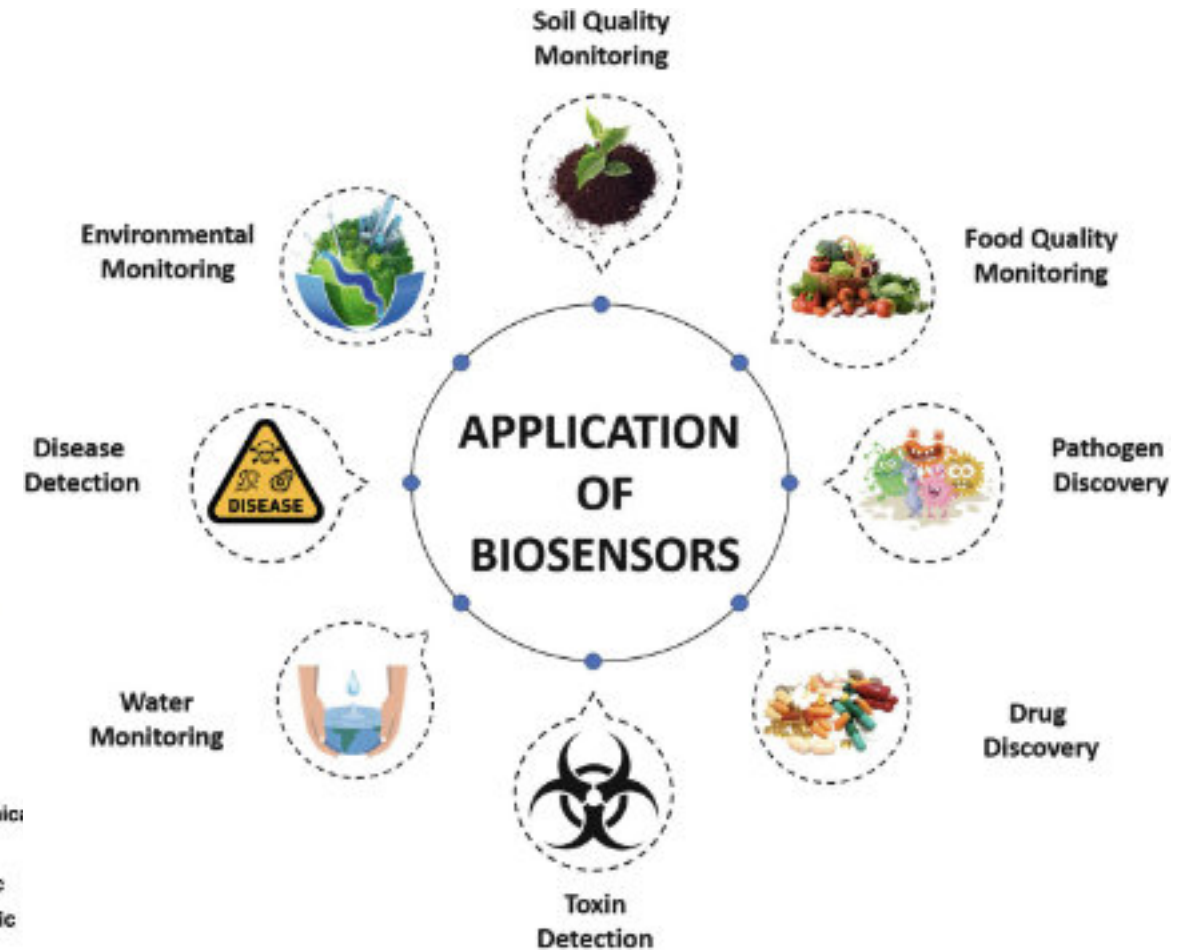 Soil Quality
Monitoring
Environmental
Monitoring
Food Quality
Monitoring
Disease
Detection
DISEASE
APPLICATION
OF
BIOSENSORS
Pathogen
Discovery
Water
Monitoring
Drug
Discovery
Toxin
Detection